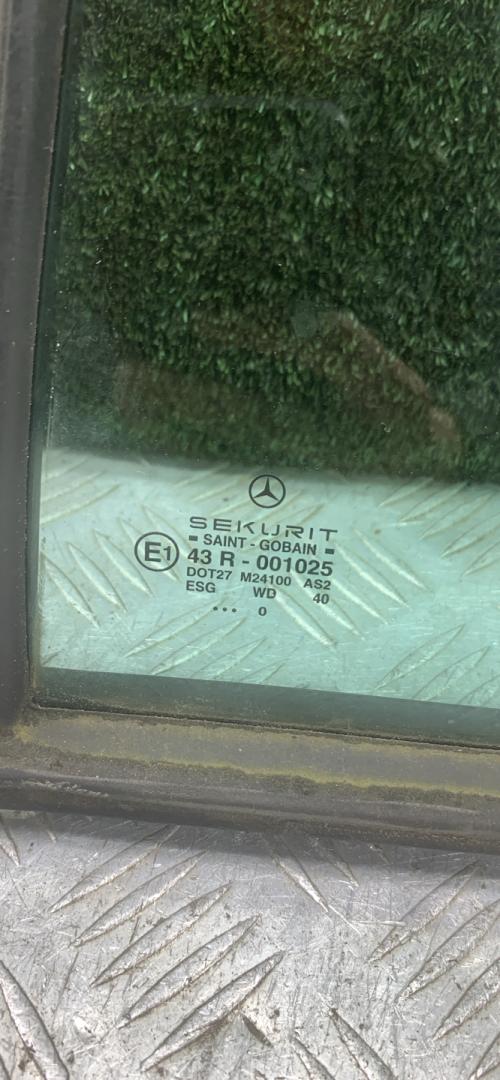 SEKURIT
SAINT - GOBAIN
E1 43 R - 001025
DOT27 M24100 AS2
ESG WD 40
... 0